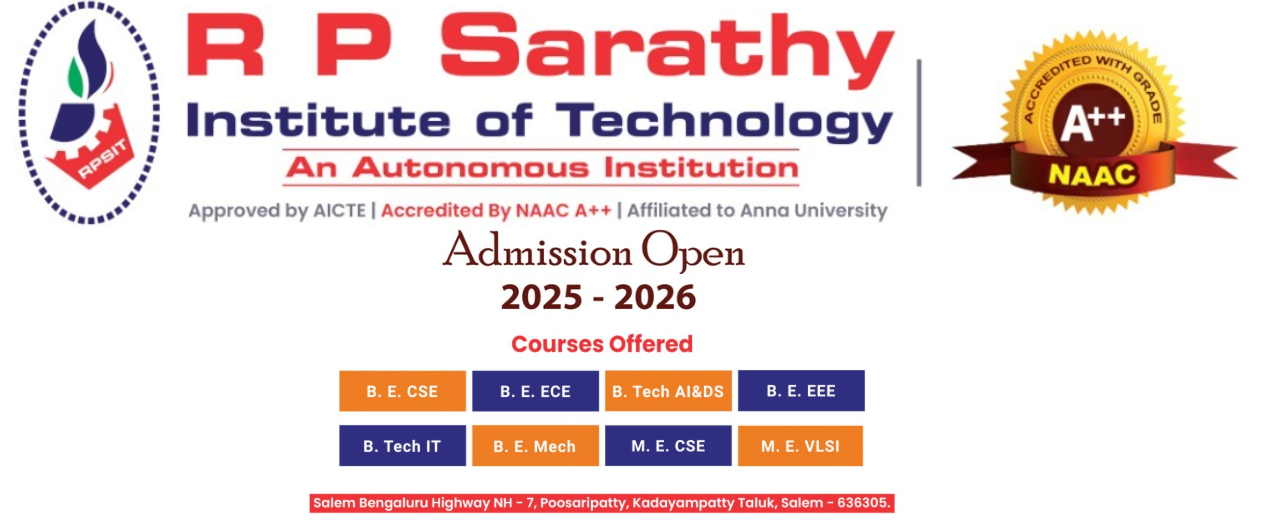 RPSIT
R P Sarathy
Institute of Technology
An Autonomous Institution
Approved by AICTE | Accredited By NAAC A++ | Affiliated to Anna University
ACCREDITED WITH GRADE
A++
NAAC
Admission Open
2025 - 2026
Courses Offered
B. E. CSE
B. E. ECE
B. Tech AI&DS
B. E. EEE
B. Tech IT
B. E. Mech
M. E. CSE
M. E. VLSI
Salem Bengaluru Highway NH - 7, Poosaripatty, Kadayampatty Taluk, Salem - 636305.